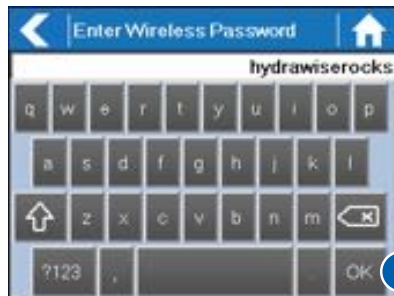 Enter Wireless Password
hydrawiserocks
q w e r t y u i o p
a s d f g h j k l
z x c v b n m
?123 , . OK